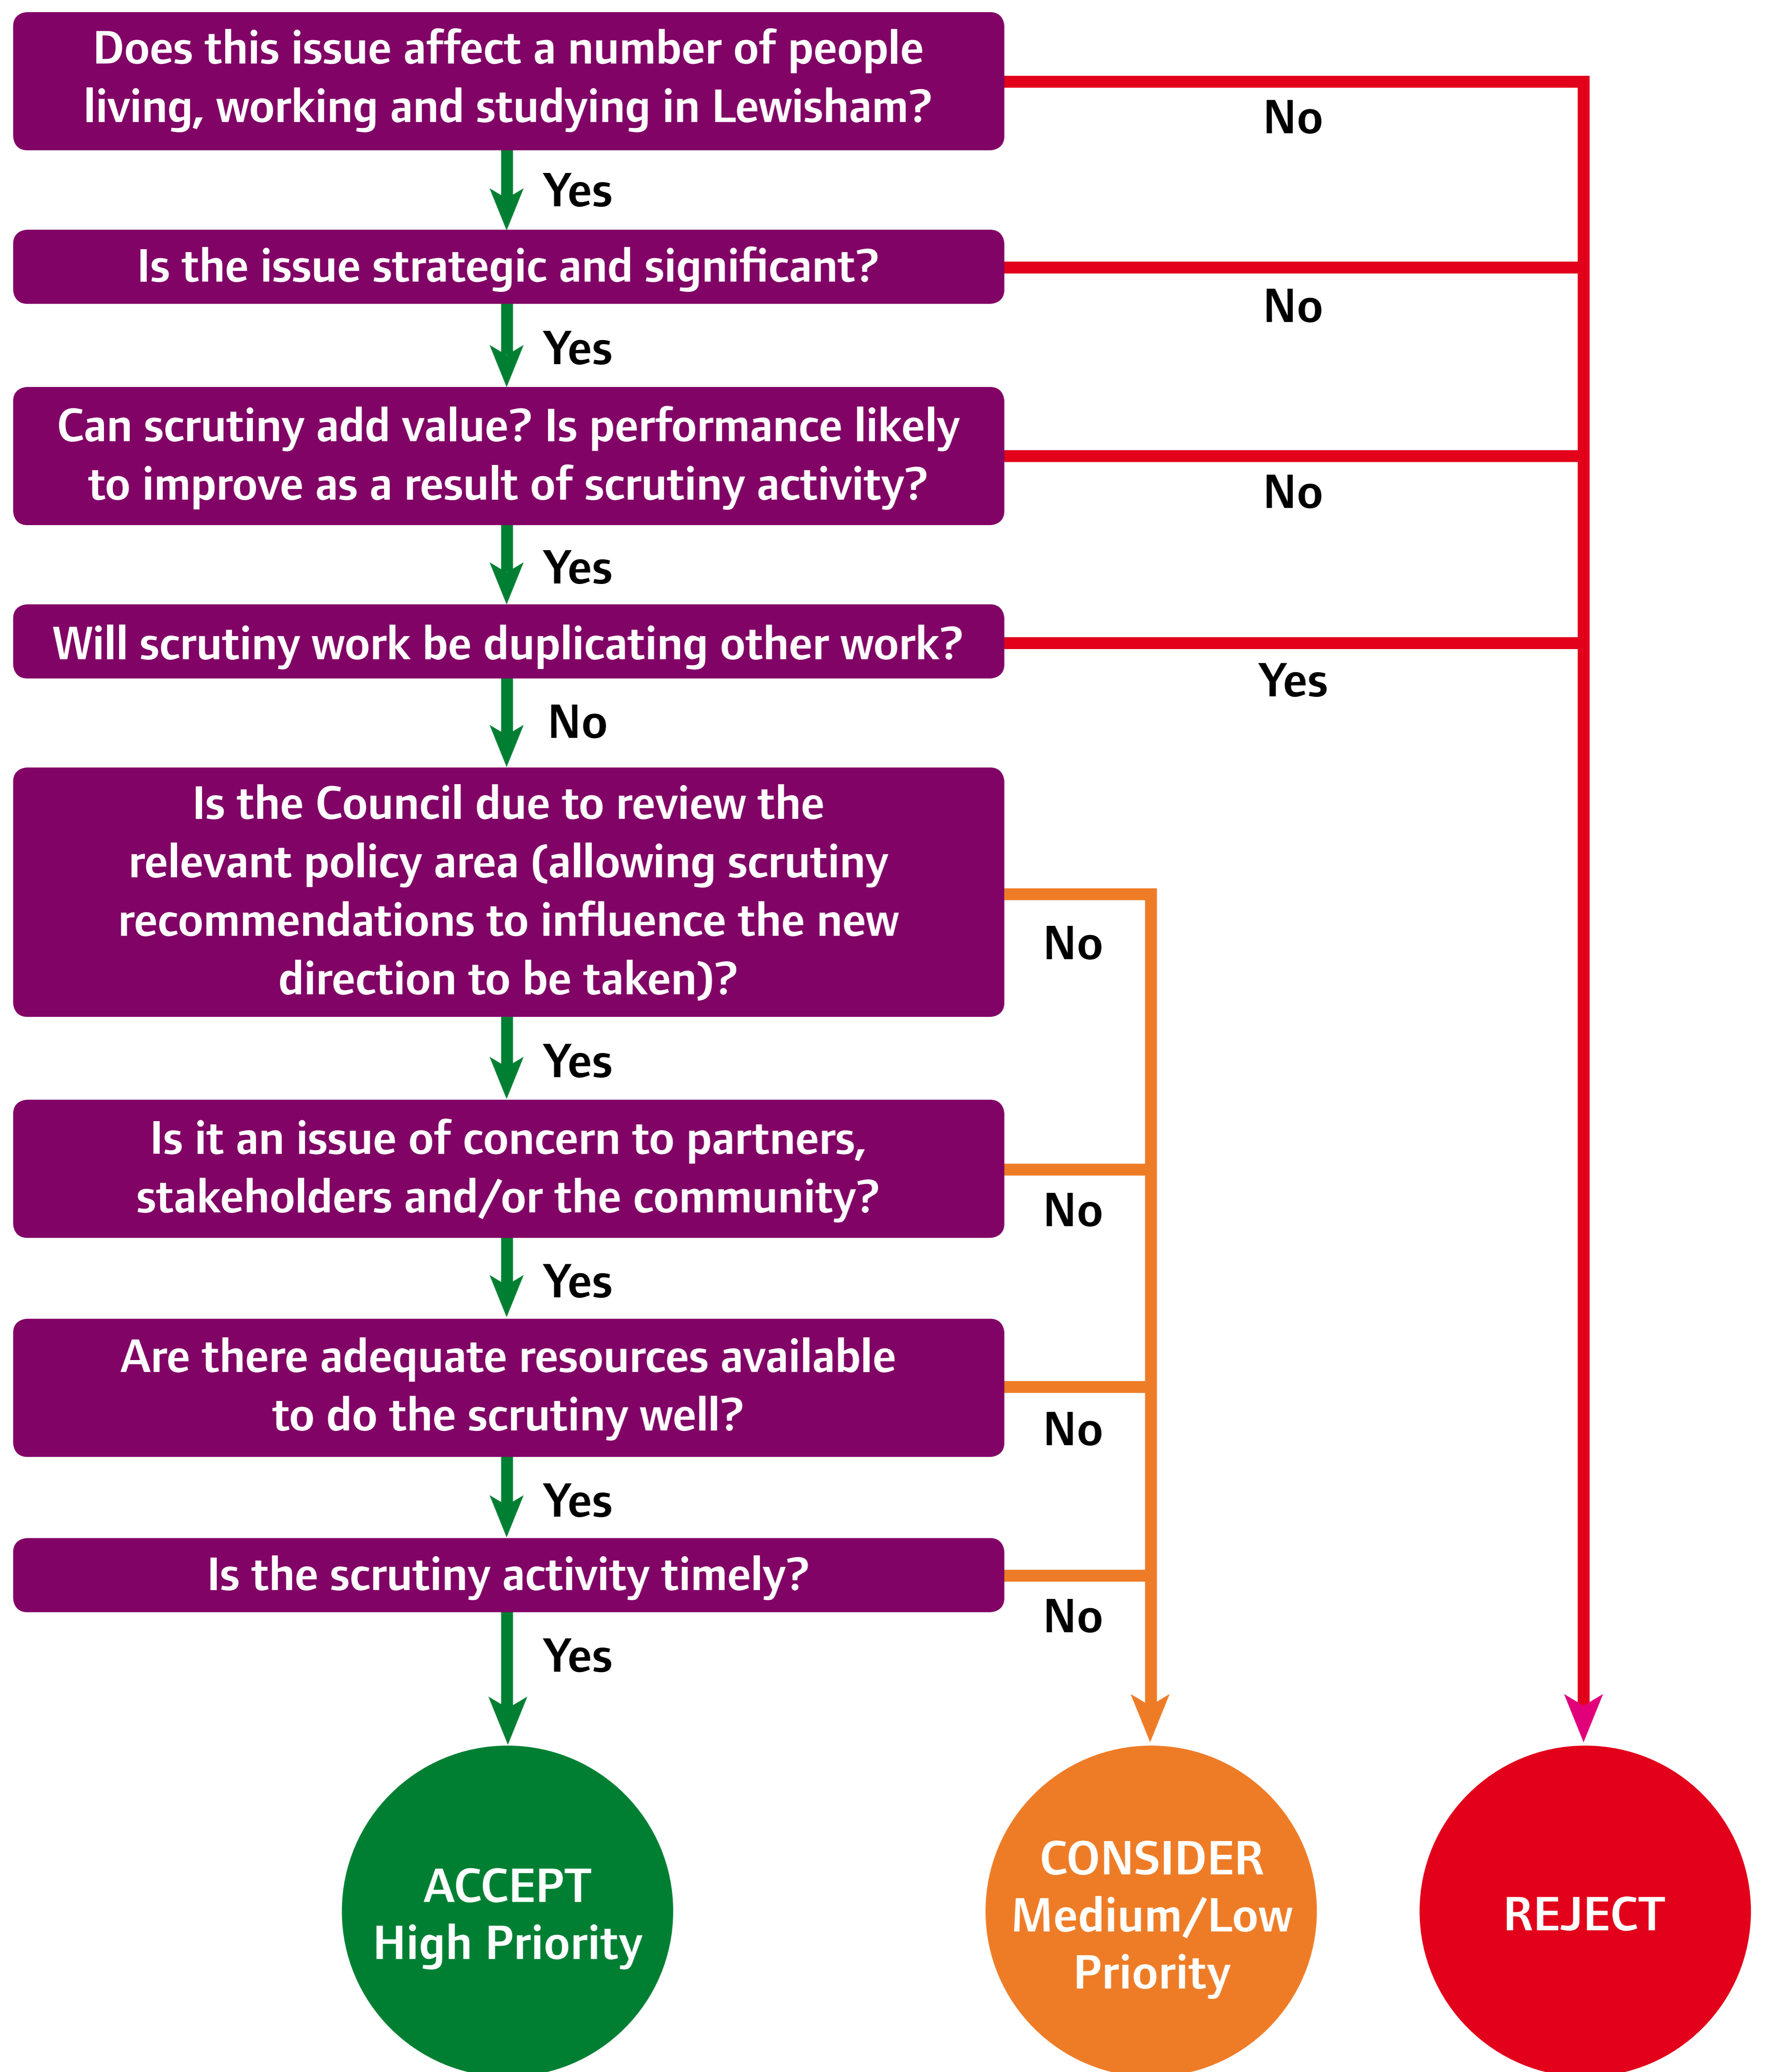 Does this issue affect a number of people
living, working and studying in Lewisham?
No
Yes
Is the issue strategic and significant?
No
Yes
Can scrutiny add value? Is performance likely
to improve as a result of scrutiny activity?
No
Yes
Will scrutiny work be duplicating other work?
Yes
No
Is the Council due to review the
relevant policy area (allowing scrutiny
recommendations to influence the new
direction to be taken)?
No
Yes
Is it an issue of concern to partners,
stakeholders and/or the community?
No
Yes
Are there adequate resources available
to do the scrutiny well?
No
Yes
Is the scrutiny activity timely?
No
Yes
ACCEPT
High Priority
CONSIDER
Medium/Low
Priority
REJECT